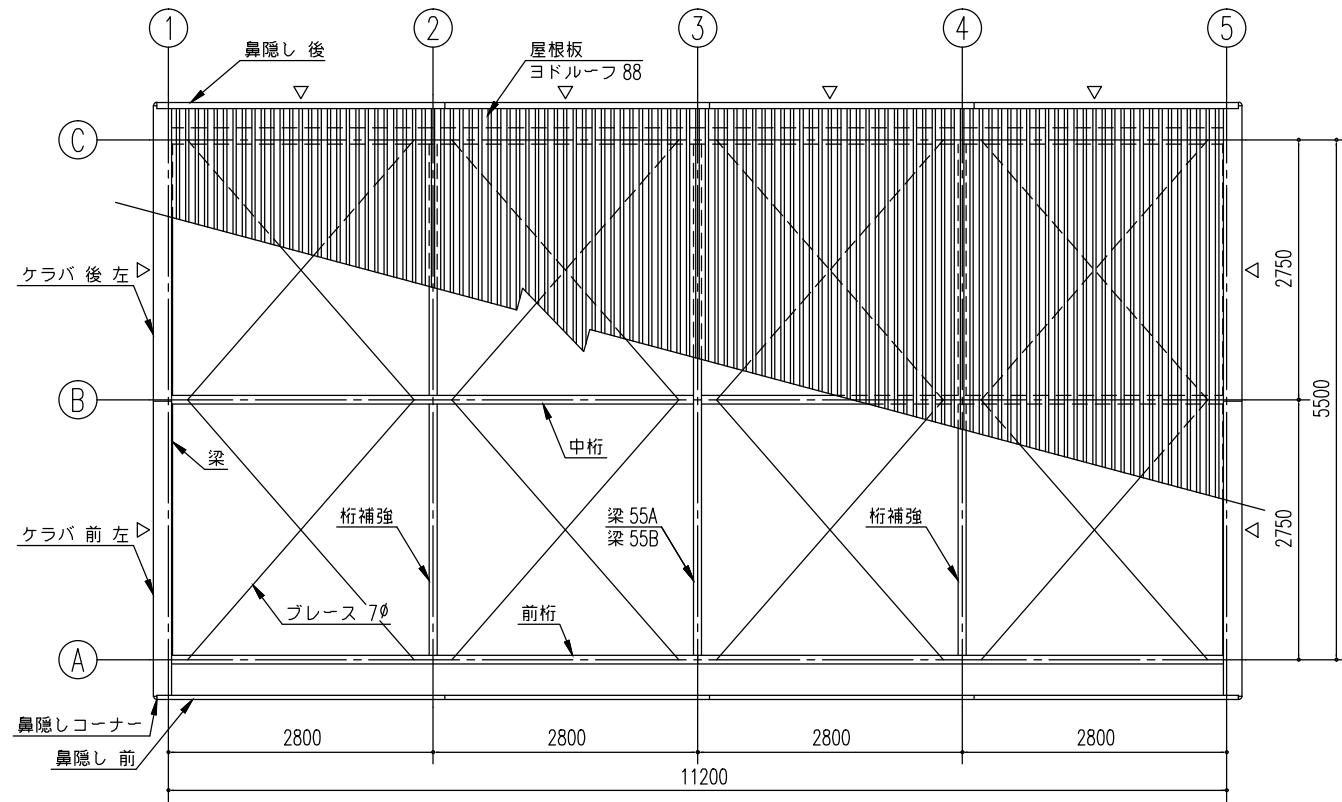 1
2
3
4
5
鼻隠し 後
屋根板
ヨドルーフ 88
C
ケラバ 後 左
2750
B
5500
中桁
梁
ケラバ 前 左
桁補強
梁 55A
梁 55B
桁補強
2750
ブレース 7φ
前桁
A
鼻隠しコーナー
鼻隠し 前
2800
2800
2800
2800
11200